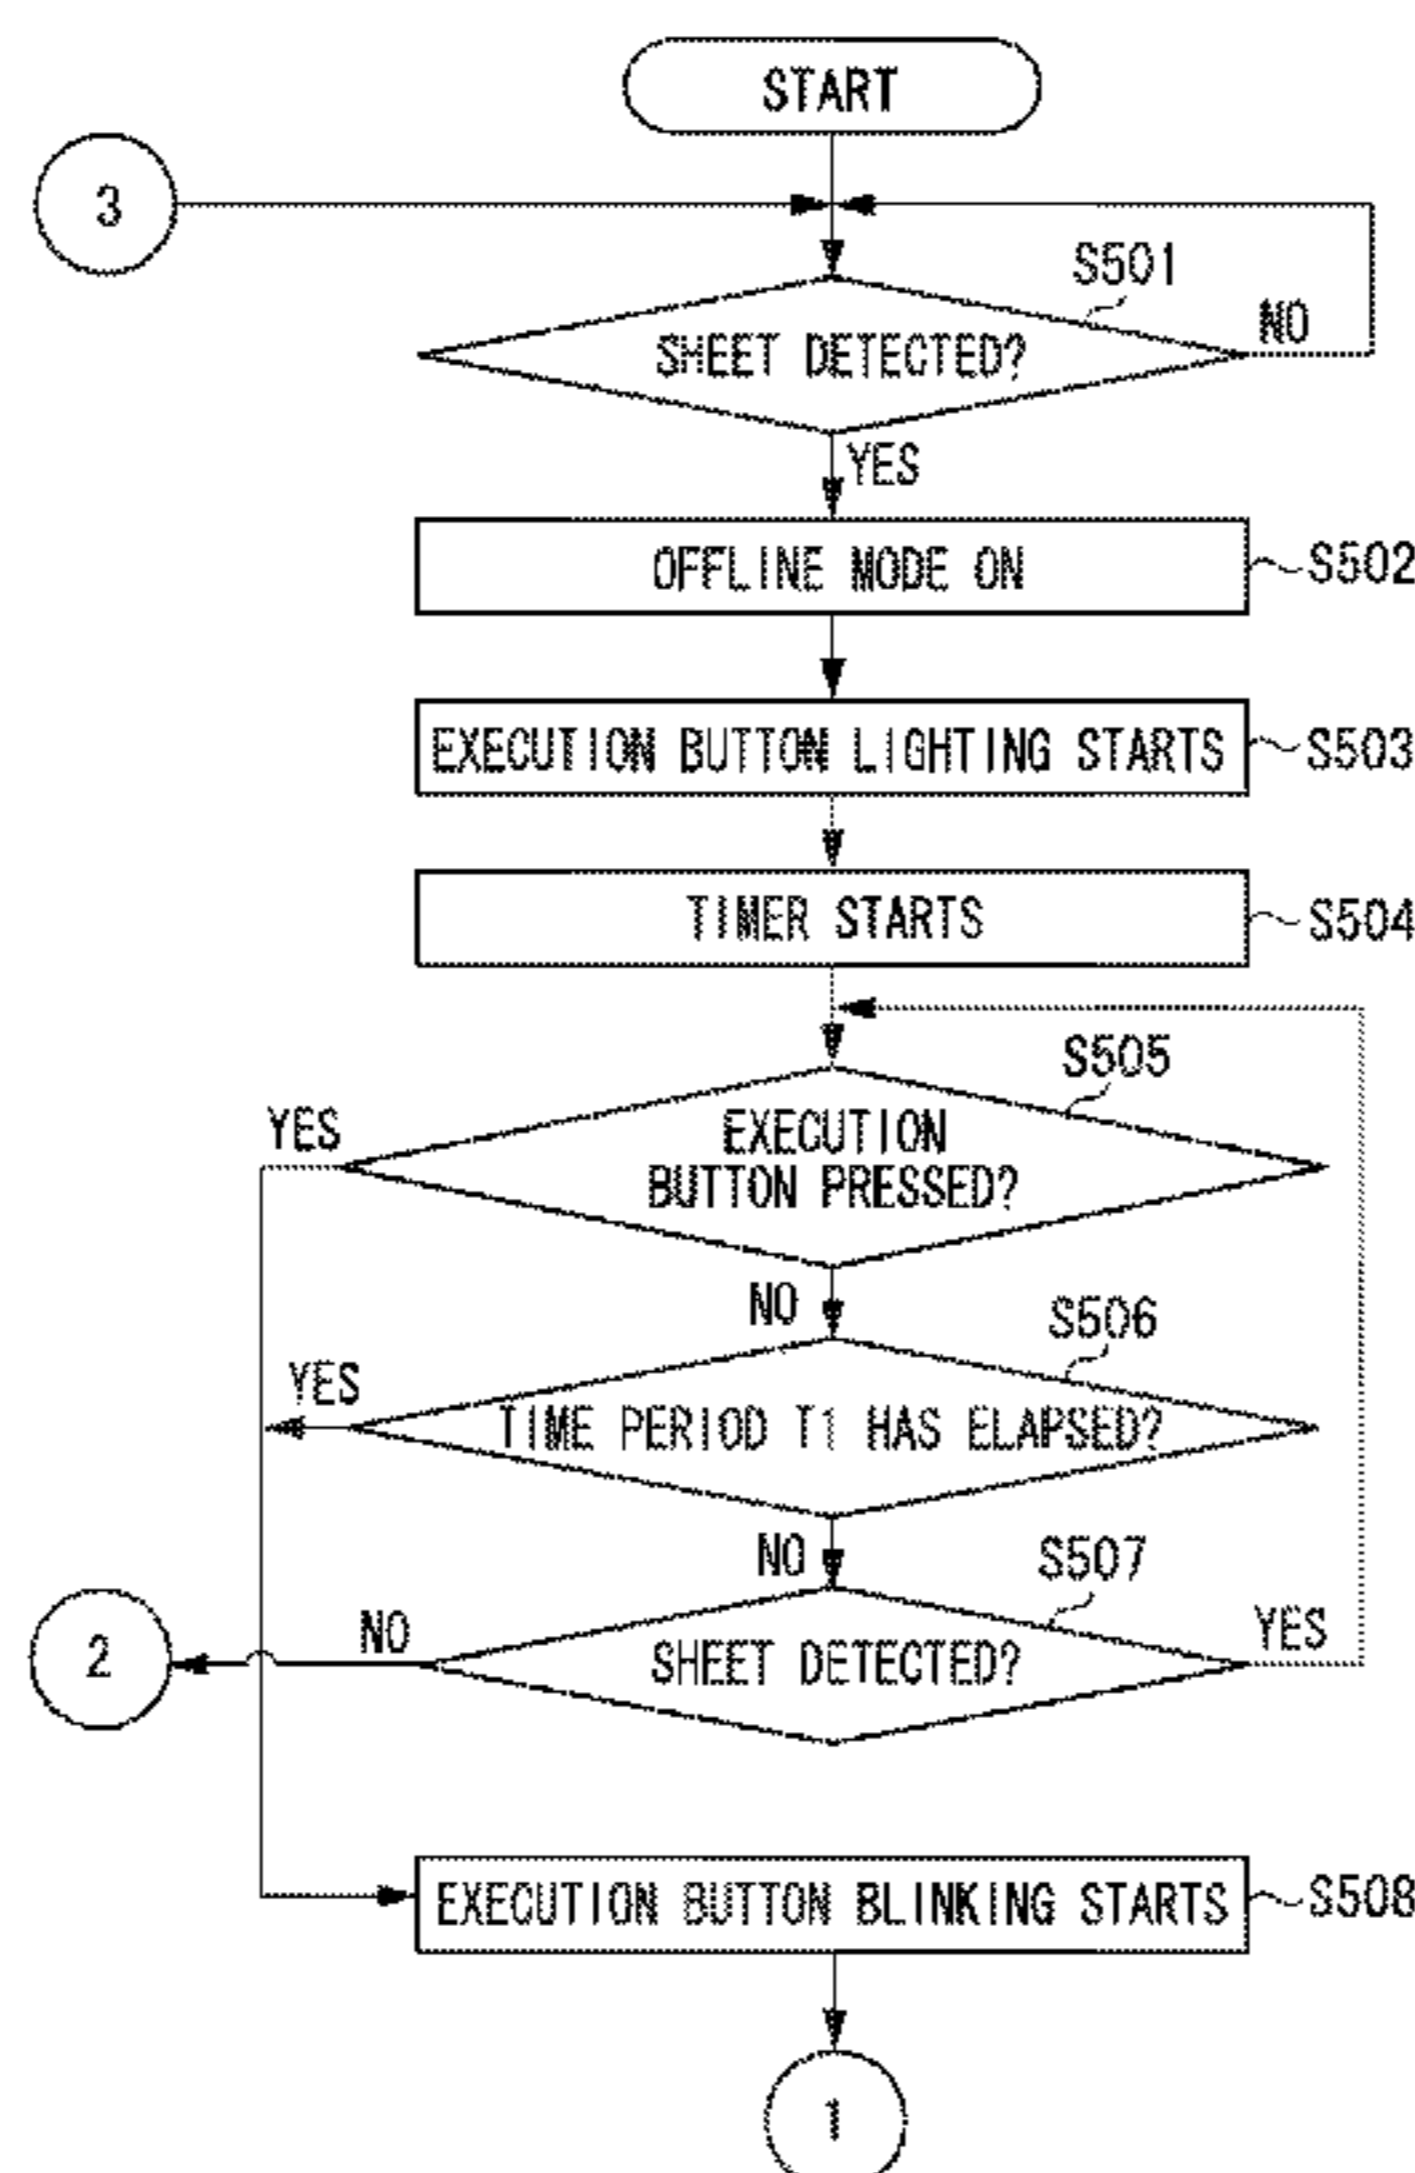 START
3
S501
SHEET DETECTED?
NO
YES
OFFLINE MODE ON
S502
EXECUTION BUTTON LIGHTING STARTS
S503
TIMER STARTS
S504
S505
YES
EXECUTION
BUTTON PRESSED?
NO
S506
YES
TIME PERIOD T1 HAS ELAPSED?
NO
S507
NO
YES
2
SHEET DETECTED?
EXECUTION BUTTON BLINKING STARTS
S508
1